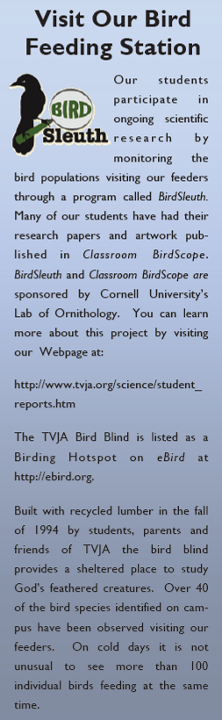 Visit Our Bird
Feeding Station
BIRD
Sleuth
Our students
participate in
ongoing scientific
research by
monitoring the
bird populations visiting our feeders
through a program called BirdSleuth.
Many of our students have had their
research papers and artwork pub-
lished in Classroom BirdScope.
BirdSleuth and Classroom BirdScope are
sponsored by Cornell University's
Lab of Ornithology. You can learn
more about this project by visiting
our Webpage at:
http://www.tvja.org/science/student_
reports.htm
The TVJA Bird Blind is listed as a
Birding Hotspot on eBird at
http://ebird.org.
Built with recycled lumber in the fall
of 1994 by students, parents and
friends of TVJA the bird blind
provides a sheltered place to study
God's feathered creatures. Over 40
of the bird species identified on cam-
pus have been observed visiting our
feeders. On cold days it is not
unusual to see more than 100
individual birds feeding at the same
time.